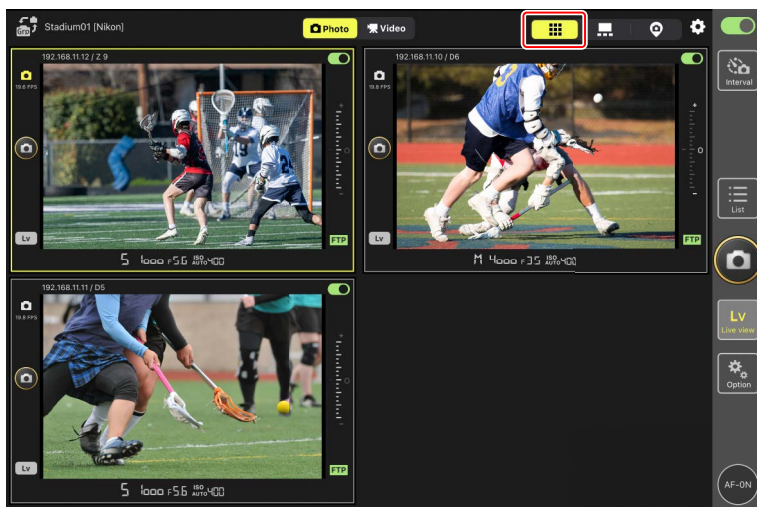 Grp
Stadium01 [Nikon]
Photo
Video
192.168.11.12 / Z 9
19.6 FPS
Lv
FTP
S 1000 F5.6 ISO AUTO 400
192.168.11.10 / D6
19.8 FPS
Lv
FTP
M 4000 F3.5 ISO AUTO 400
192.168.11.11 / D5
19.8 FPS
Lv
FTP
S 1000 F5.6 ISO AUTO 400
Interval
List
Lv
Live view
Option
AF-ON